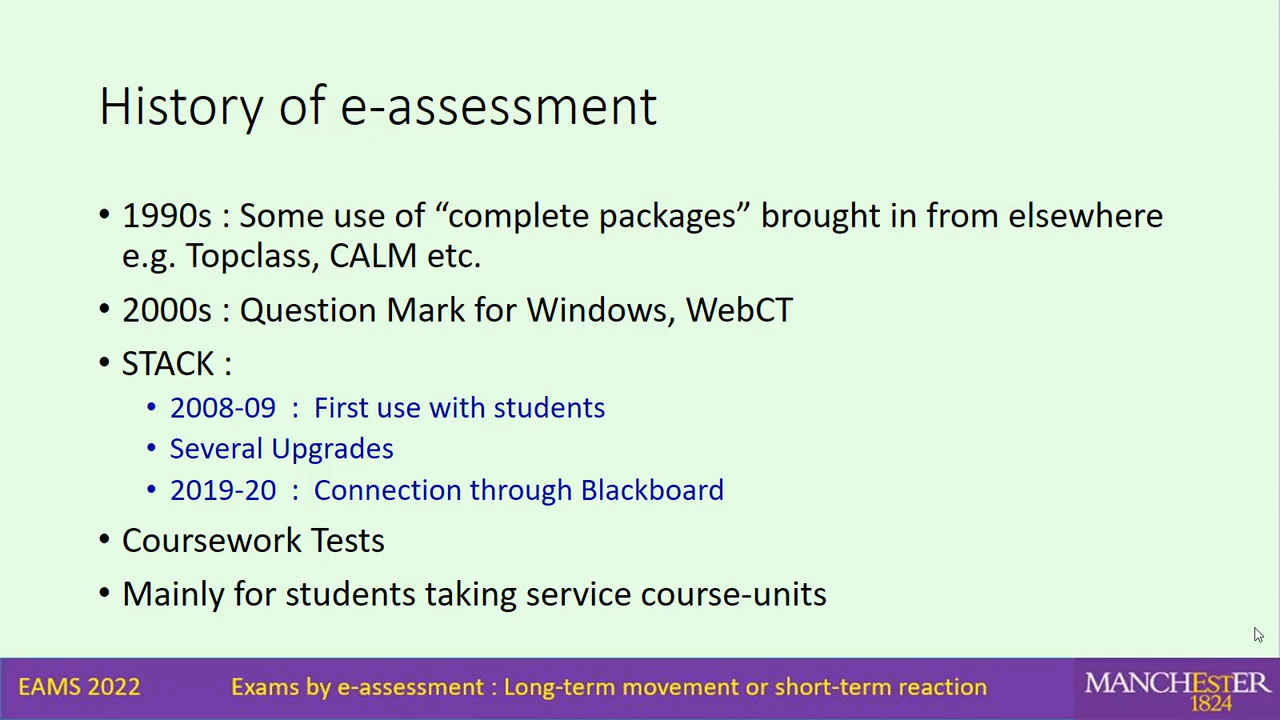 History of e-assessment
• 1990s : Some use of “complete packages” brought in from elsewhere
e.g. Topclass, CALM etc.
• 2000s : Question Mark for Windows, WebCT
• STACK :
• 2008-09 : First use with students
• Several Upgrades
• 2019-20 : Connection through Blackboard
• Coursework Tests
• Mainly for students taking service course-units
EAMS 2022 Exams by e-assessment : Long-term movement or short-term reaction MANCHESTER
1824